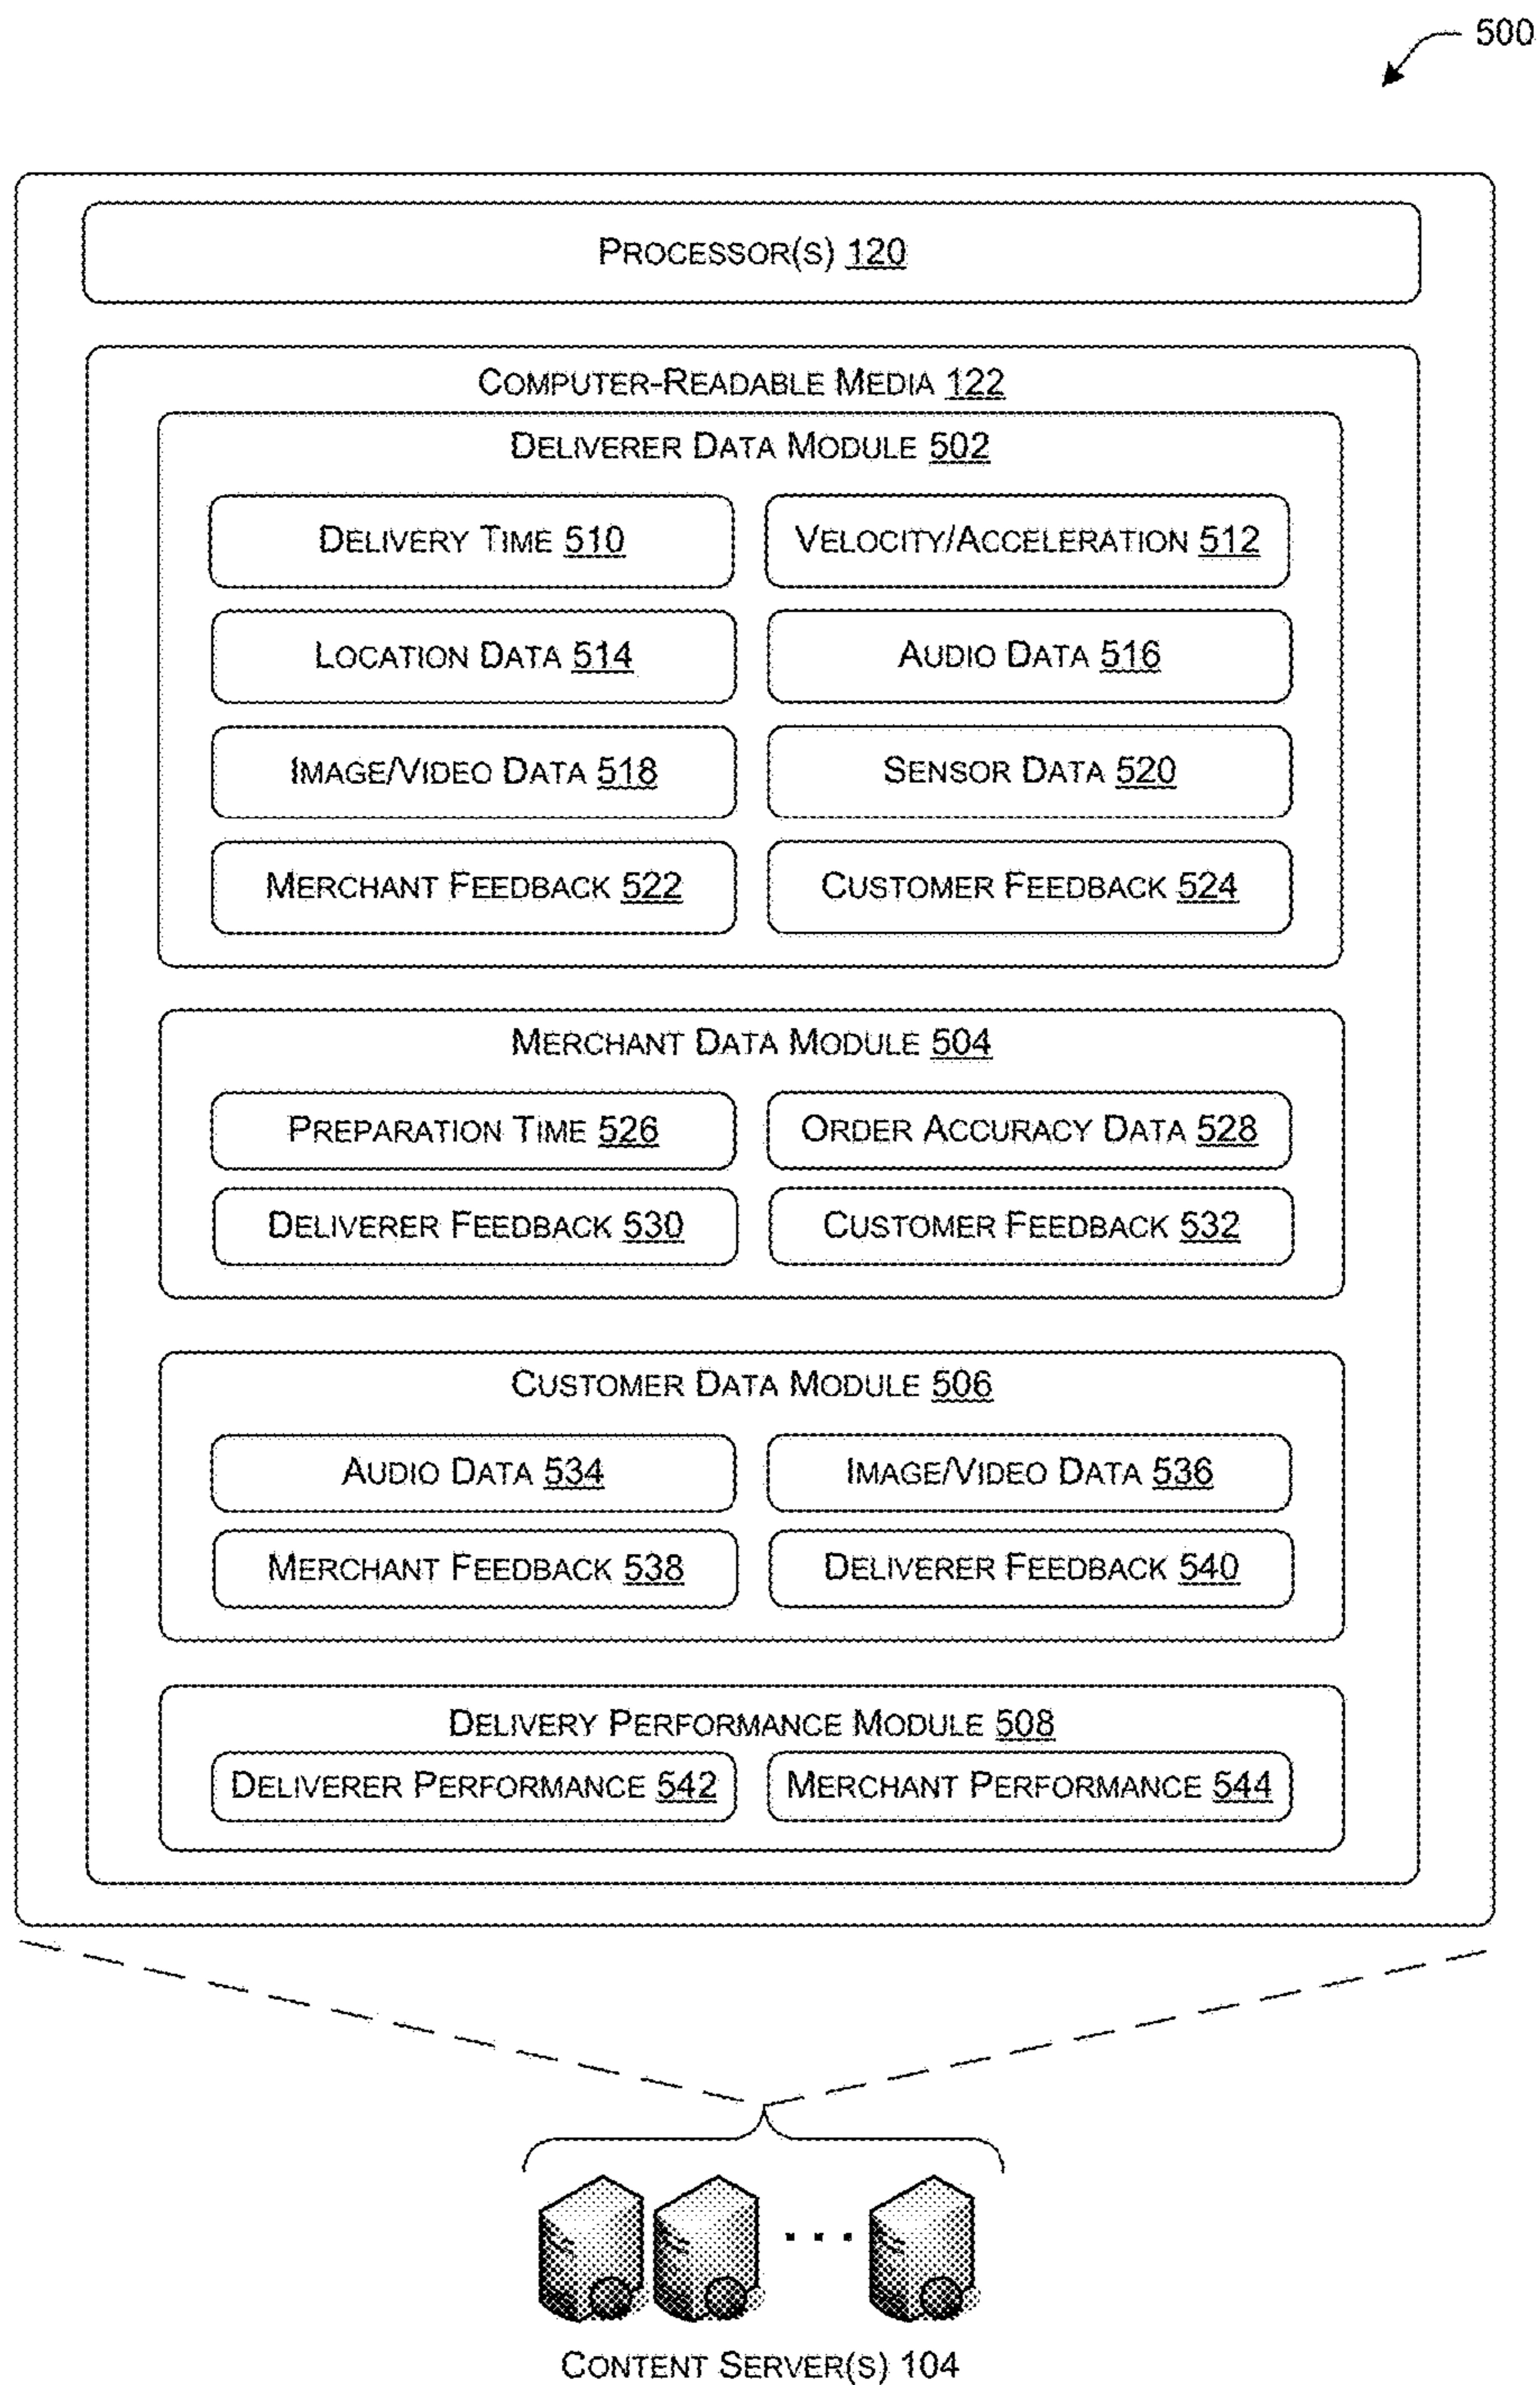 500
PROCESSOR(S) 120
COMPUTER-READABLE MEDIA 122
DELIVERER DATA MODULE 502
DELIVERY TIME 510
VELOCITY/ACCELERATION 512
LOCATION DATA 514
AUDIO DATA 516
IMAGE/VIDEO DATA 518
SENSOR DATA 520
MERCHANT FEEDBACK 522
CUSTOMER FEEDBACK 524
MERCHANT DATA MODULE 504
PREPARATION TIME 526
ORDER ACCURACY DATA 528
DELIVERER FEEDBACK 530
CUSTOMER FEEDBACK 532
CUSTOMER DATA MODULE 506
AUDIO DATA 534
IMAGE/VIDEO DATA 536
MERCHANT FEEDBACK 538
DELIVERER FEEDBACK 540
DELIVERY PERFORMANCE MODULE 508
DELIVERER PERFORMANCE 542
MERCHANT PERFORMANCE 544
CONTENT SERVER(S) 104